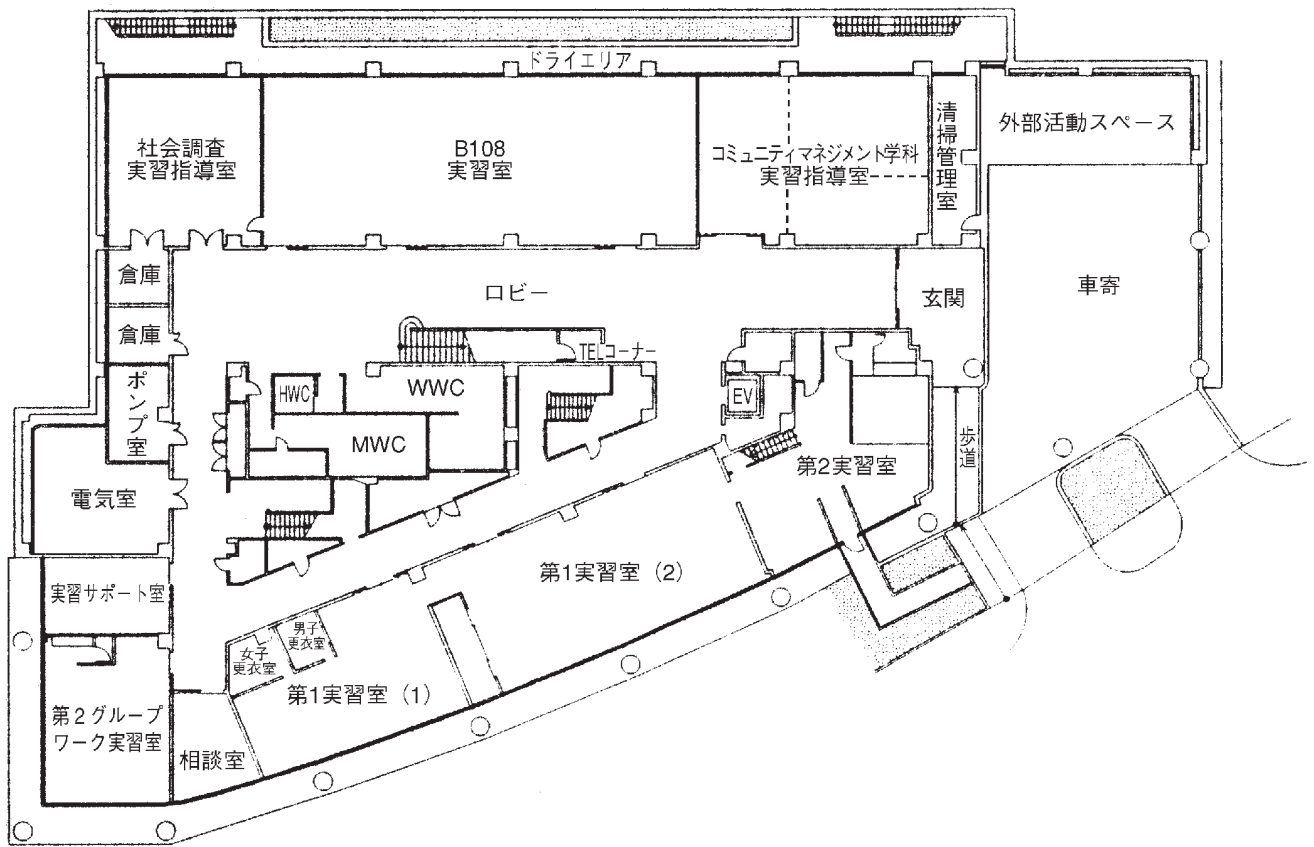 ドライエリア
社会調査
実習指導室
B108
実習室
コミュニティマネジメント学科
実習指導室
清掃管理室
外部活動スペース
倉庫
ロビー
玄関
車寄
倉庫
TELコーナー
ポンプ室
HWC
WWC
EV
MWC
歩道
第2実習室
電気室
実習サポート室
第1実習室（2）
男子
更衣室
女子
更衣室
第1実習室（1）
第２グループ
ワーク実習室
相談室